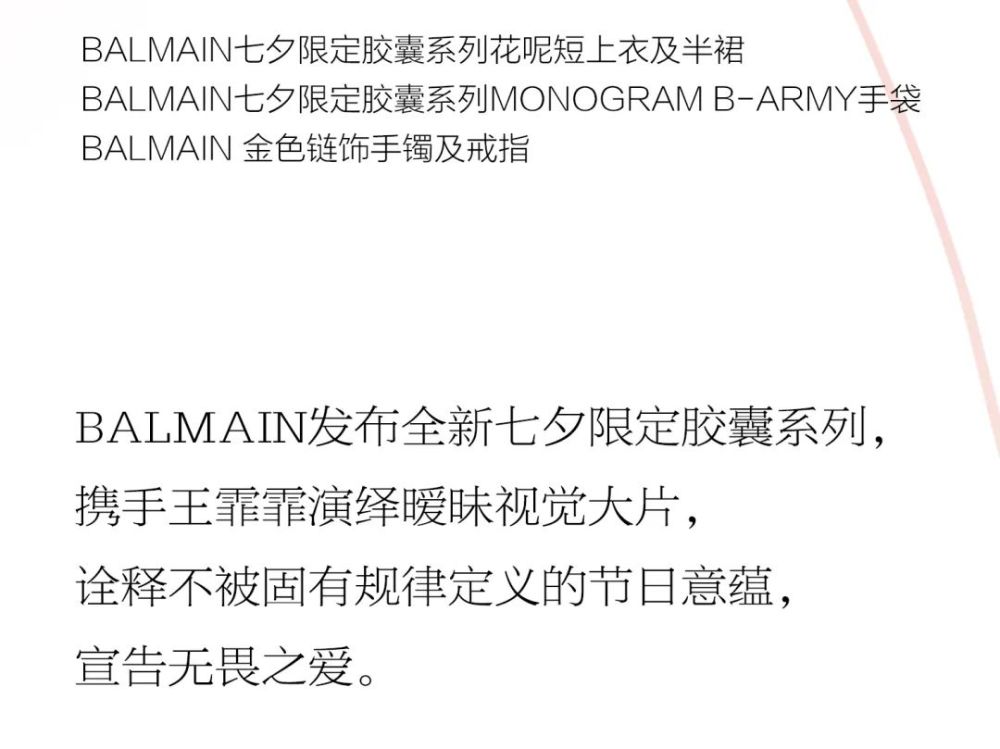 BALMAIN七夕限定胶囊系列花呢短上衣及半裙
BALMAIN七夕限定胶囊系列MONOGRAM B-ARMY手袋
BALMAIN 金色链饰手镯及戒指
BALMAIN发布全新七夕限定胶囊系列，
携手王霏霏演绎暧昧视觉大片，
诠释不被固有规律定义的节日意蕴，
宣告无畏之爱。